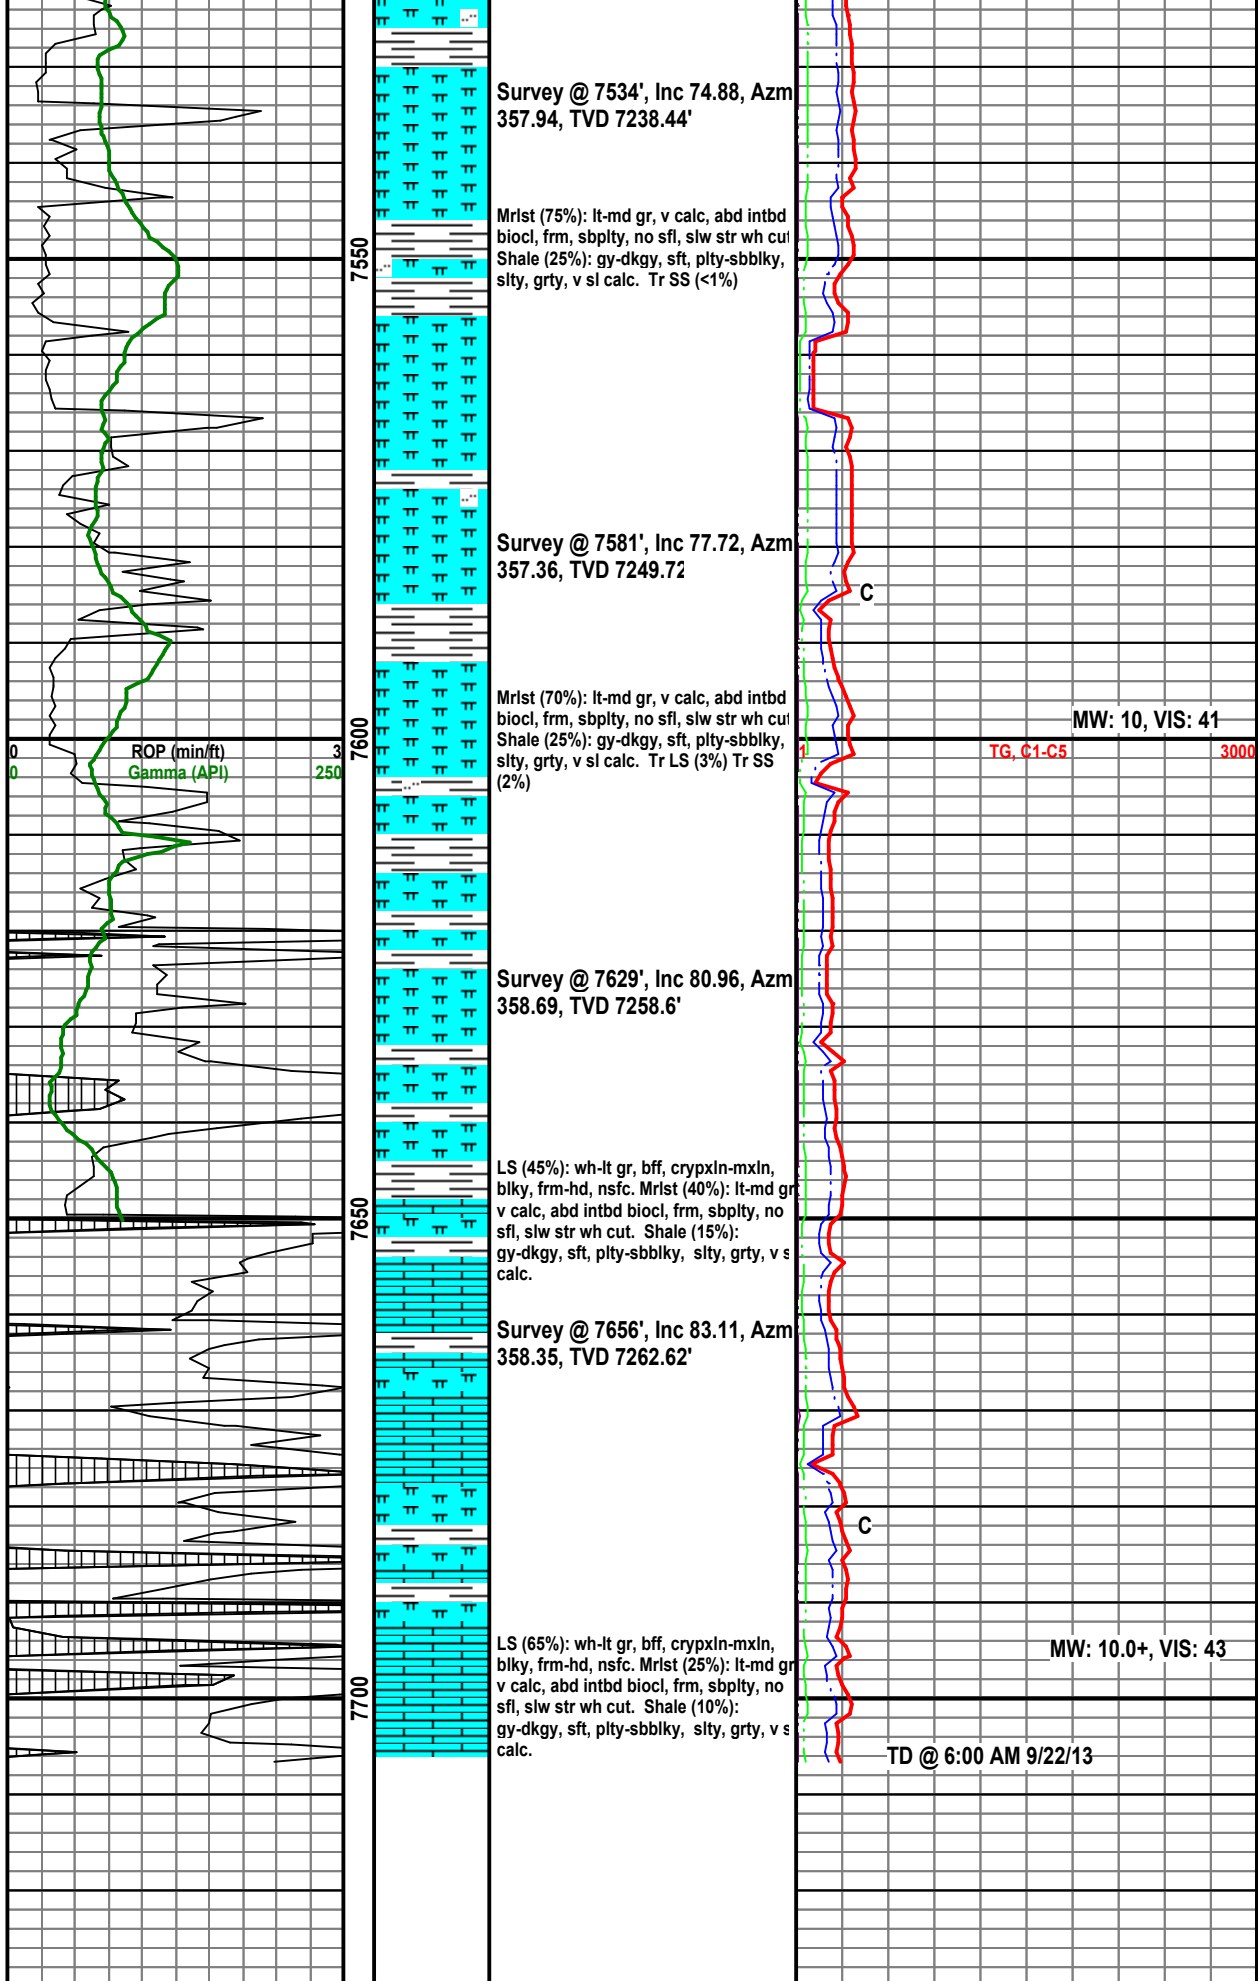 Survey @ 7534', Inc 74.88, Azm
357.94, TVD 7238.44'
Mrlst (75%): lt-md gr, v calc, abd intbd
biocl, frm, sbplty, no sfl, slw str wh cut
Shale (25%): gy-dkgy, sft, plty-sbblky,
slty, grty, v sl calc. Tr SS (<1%)
7550
Survey @ 7581', Inc 77.72, Azm
357.36, TVD 7249.72
C
Mrlst (70%): lt-md gr, v calc, abd intbd
biocl, frm, sbplty, no sfl, slw str wh cut
Shale (25%): gy-dkgy, sft, plty-sbblky,
slty, grty, v sl calc. Tr LS (3%) Tr SS
(2%)
7600
MW: 10, VIS: 41
0 ROP (min/ft) 3
0 Gamma (API) 250
1 TG, C1-C5 3000
Survey @ 7629', Inc 80.96, Azm
358.69, TVD 7258.6'
LS (45%): wh-lt gr, bff, crypxln-mxln,
blky, frm-hd, nsfc. Mrlst (40%): lt-md gr
v calc, abd intbd biocl, frm, sbplty, no
sfl, slw str wh cut. Shale (15%):
gy-dkgy, sft, plty-sbblky, slty, grty, v s
calc.
7650
Survey @ 7656', Inc 83.11, Azm
358.35, TVD 7262.62'
C
LS (65%): wh-lt gr, bff, crypxln-mxln,
blky, frm-hd, nsfc. Mrlst (25%): lt-md gr
v calc, abd intbd biocl, frm, sbplty, no
sfl, slw str wh cut. Shale (10%):
gy-dkgy, sft, plty-sbblky, slty, grty, v s
calc.
7700
MW: 10.0+, VIS: 43
TD @ 6:00 AM 9/22/13